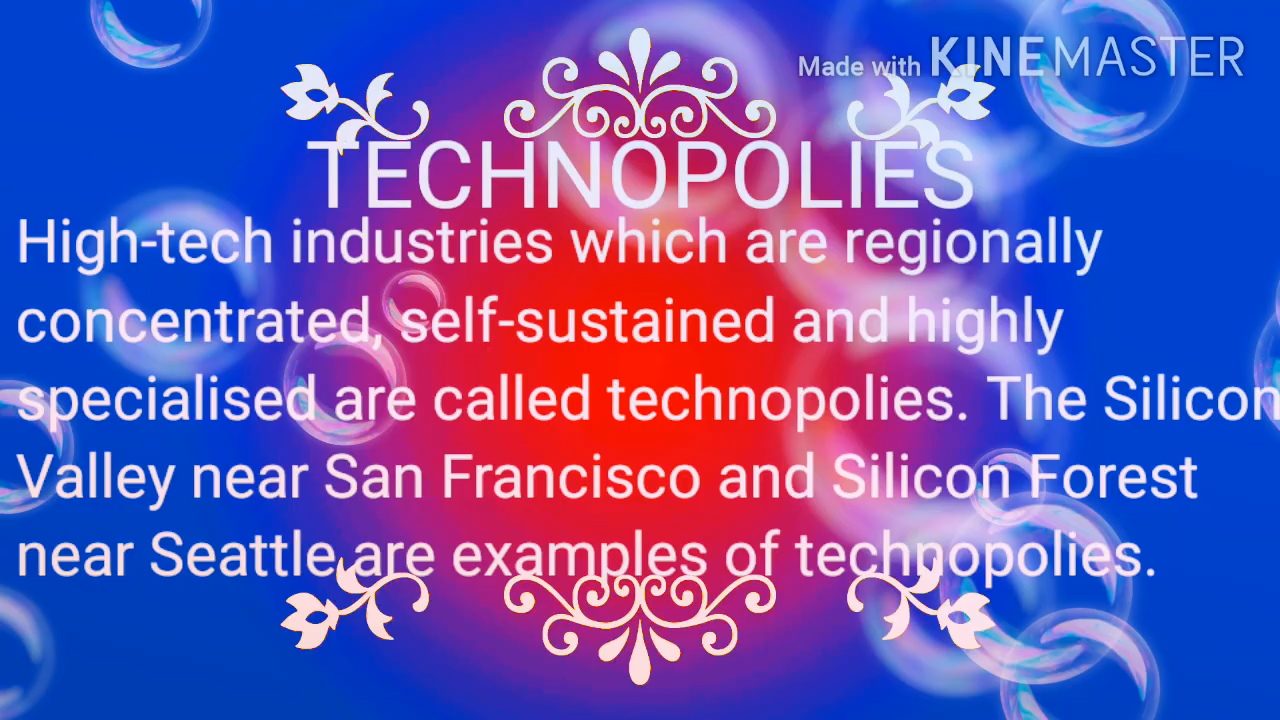 Made with KINEMASTER
TECHNOPOLIES
High-tech industries which are regionally
concentrated, self-sustained and highly
specialised are called technopolies. The Silicon
Valley near San Francisco and Silicon Forest
near Seattle are examples of technopolies.